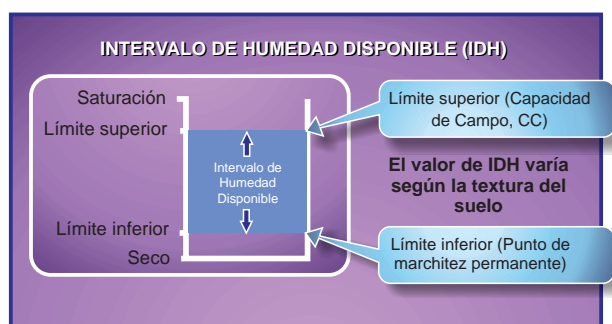 INTERVALO DE HUMEDAD DISPONIBLE (IDH)
Saturación
Límite superior
Intervalo de
Humedad
Disponible
Límite inferior
Seco
Límite superior (Capacidad
de Campo, CC)
El valor de IDH varía
según la textura del
suelo
Límite inferior (Punto de
marchitez permanente)